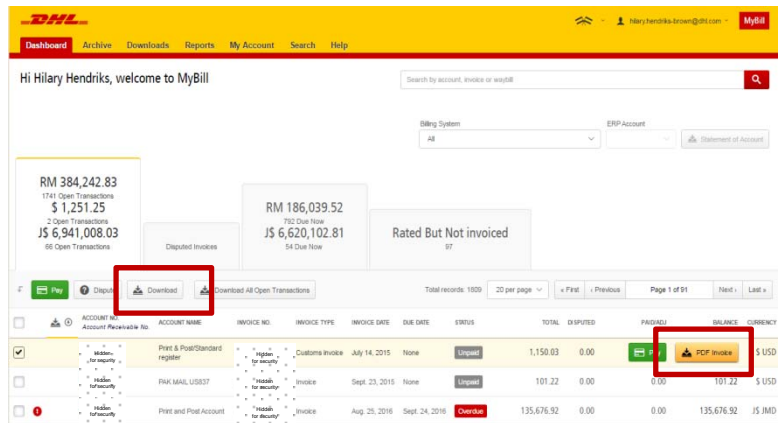 DHL
hilary.hendriks-brown@dhl.com
MyBill
Dashboard Archive Downloads Reports My Account Search Help
Hi Hilary Hendriks, welcome to MyBill
Search by account, invoice or waybill
Billing System
ERP Account
All
Statement of Account
RM 384,242.83
1741 Open Transactions
$ 1,251.25
2 Open Transactions
J$ 6,941,008.03
66 Open Transactions
Disputed Invoices
RM 186,039.52
792 Due Now
J$ 6,620,102.81
54 Due Now
Rated But Not invoiced
97
Pay Dispute Download Download All Open Transactions Total records: 1809 20 per page « First ‹ Previous Page 1 of 91 Next › Last »
ACCOUNT NO. ACCOUNT NAME INVOICE NO. INVOICE TYPE INVOICE DATE DUE DATE STATUS TOTAL DISPUTED PAID/ADJ BALANCE CURRENCY
Account Receivable No.
Hidden for security Print & Post/Standard register Hidden for security Customs Invoice July 14, 2015 None Unpaid 1,150.03 0.00 Pay PDF Invoice $ USD
Hidden for security PAK MAIL US837 Hidden for security Invoice Sept. 23, 2015 None Unpaid 101.22 0.00 0.00 101.22 $ USD
Hidden for security Print and Post Account Hidden for security Invoice Aug. 25, 2016 Sept. 24, 2016 Overdue 135,676.92 0.00 0.00 135,676.92 J$ JMD